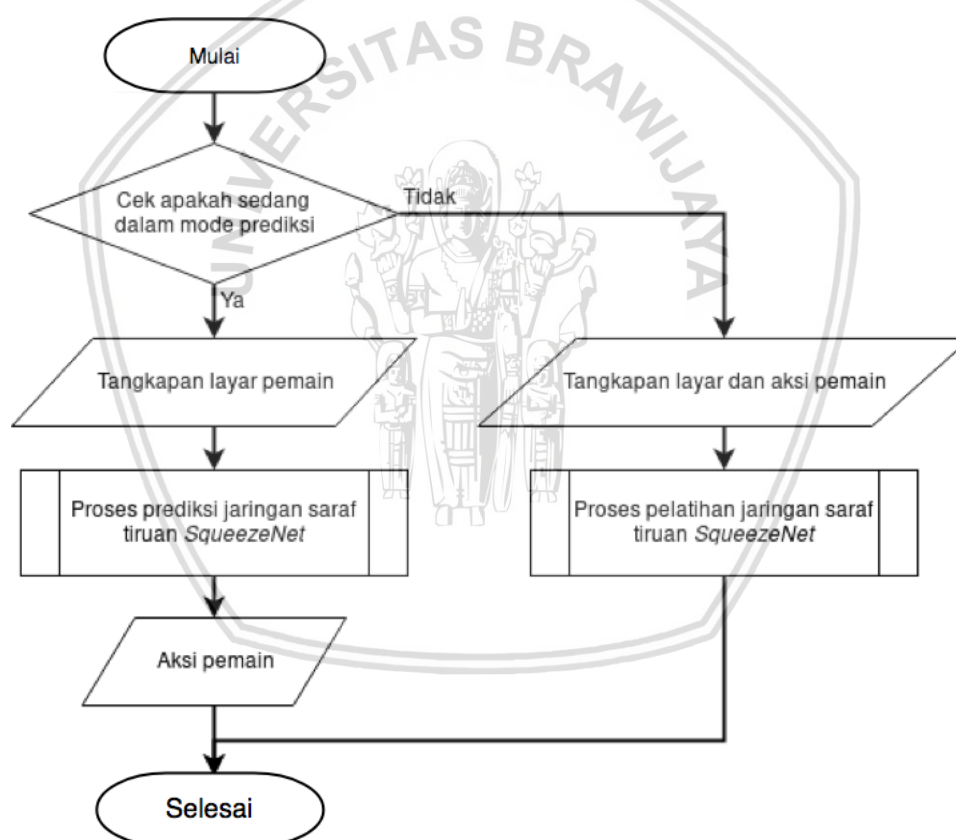 UNIVERSITAS BRAWIJAYA
Mulai
Cek apakah sedang
dalam mode prediksi
Tidak
Ya
Tangkapan layar pemain
Tangkapan layar dan aksi pemain
Proses prediksi jaringan saraf
tiruan SqueezeNet
Proses pelatihan jaringan saraf
tiruan SqueezeNet
Aksi pemain
Selesai